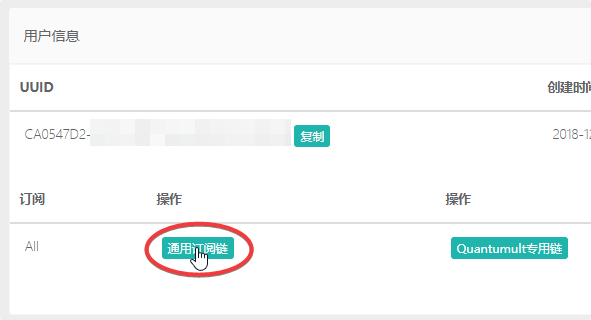 用户信息
UUID 创建时间
CA0547D2- 复制 2018-12
订阅 操作 操作
All 通用订阅链 Quantumult专用链